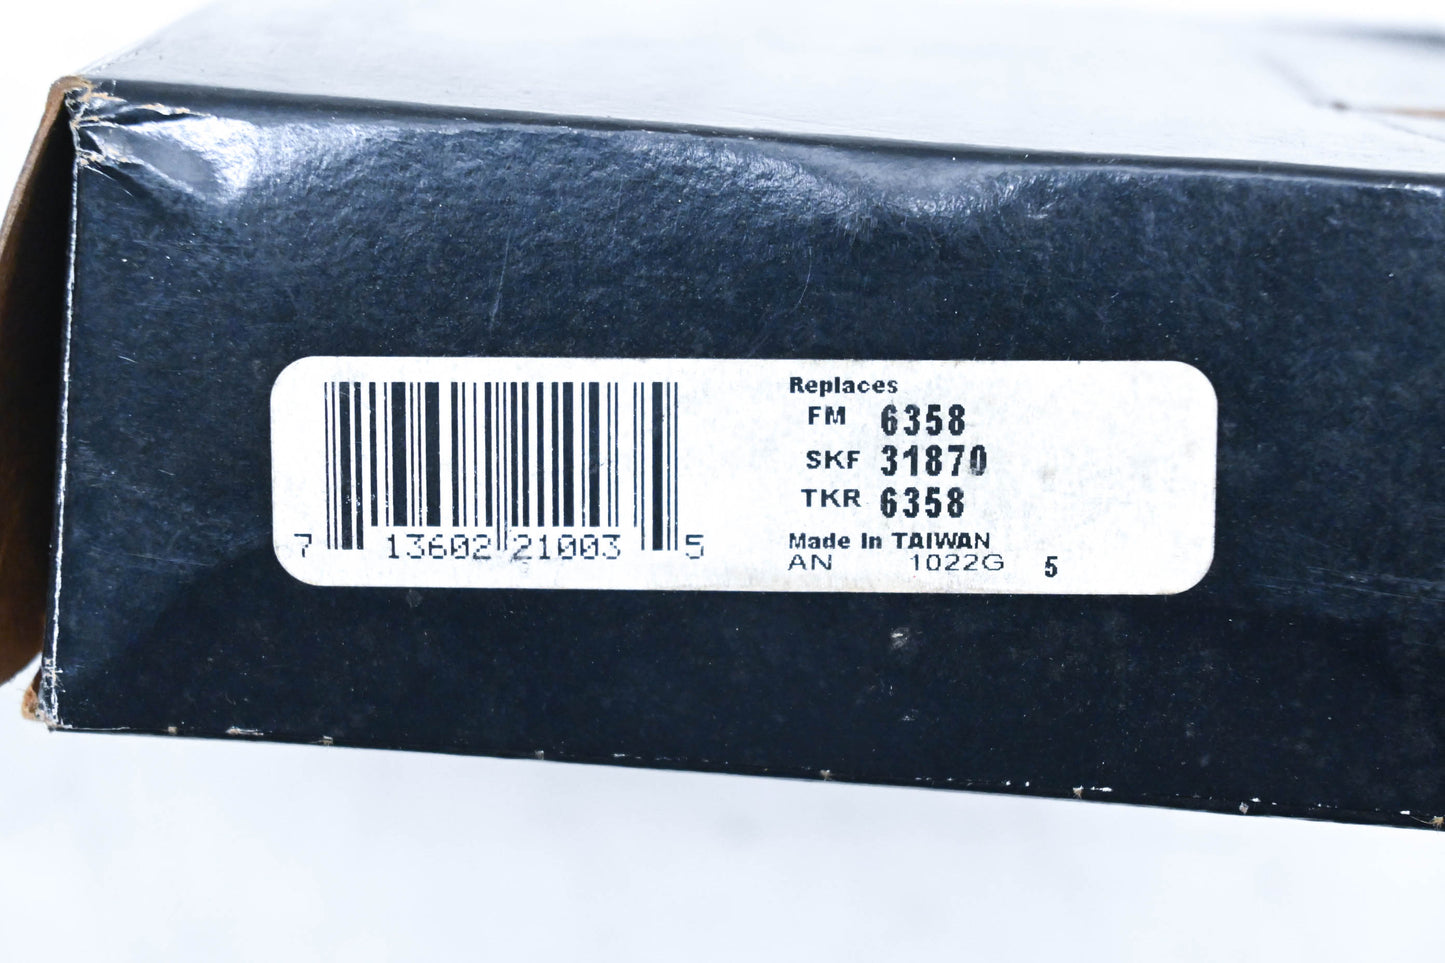 7 13602 21003 5
Replaces
FM 6358
SKF 31870
TKR 6358
Made In TAIWAN
AN 1022G 5